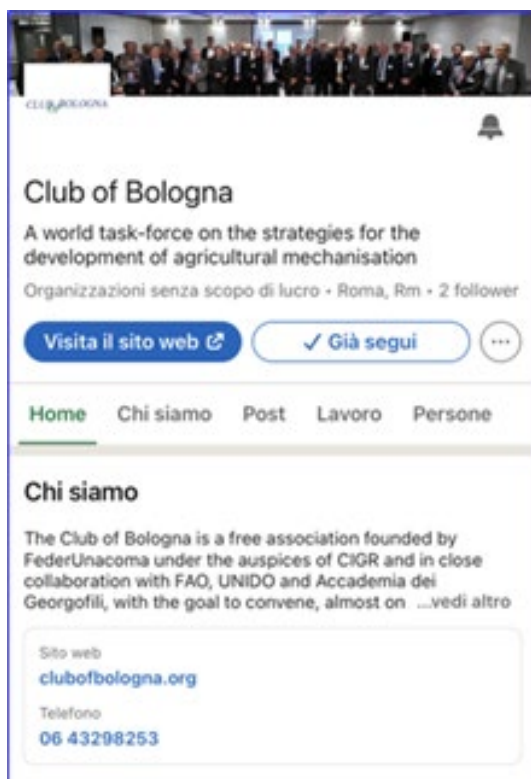 CLUB BOLOGNA
Club of Bologna
A world task-force on the strategies for the
development of agricultural mechanisation
Organizzazioni senza scopo di lucro • Roma, Rm • 2 follower
Visita il sito web
Già segui
Home Chi siamo Post Lavoro Persone
Chi siamo
The Club of Bologna is a free association founded by
FederUnacoma under the auspices of CIGR and in close
collaboration with FAO, UNIDO and Accademia dei
Georgofili, with the goal to convene, almost on ...vedi altro
Sito web
clubofbologna.org
Telefono
06 43298253